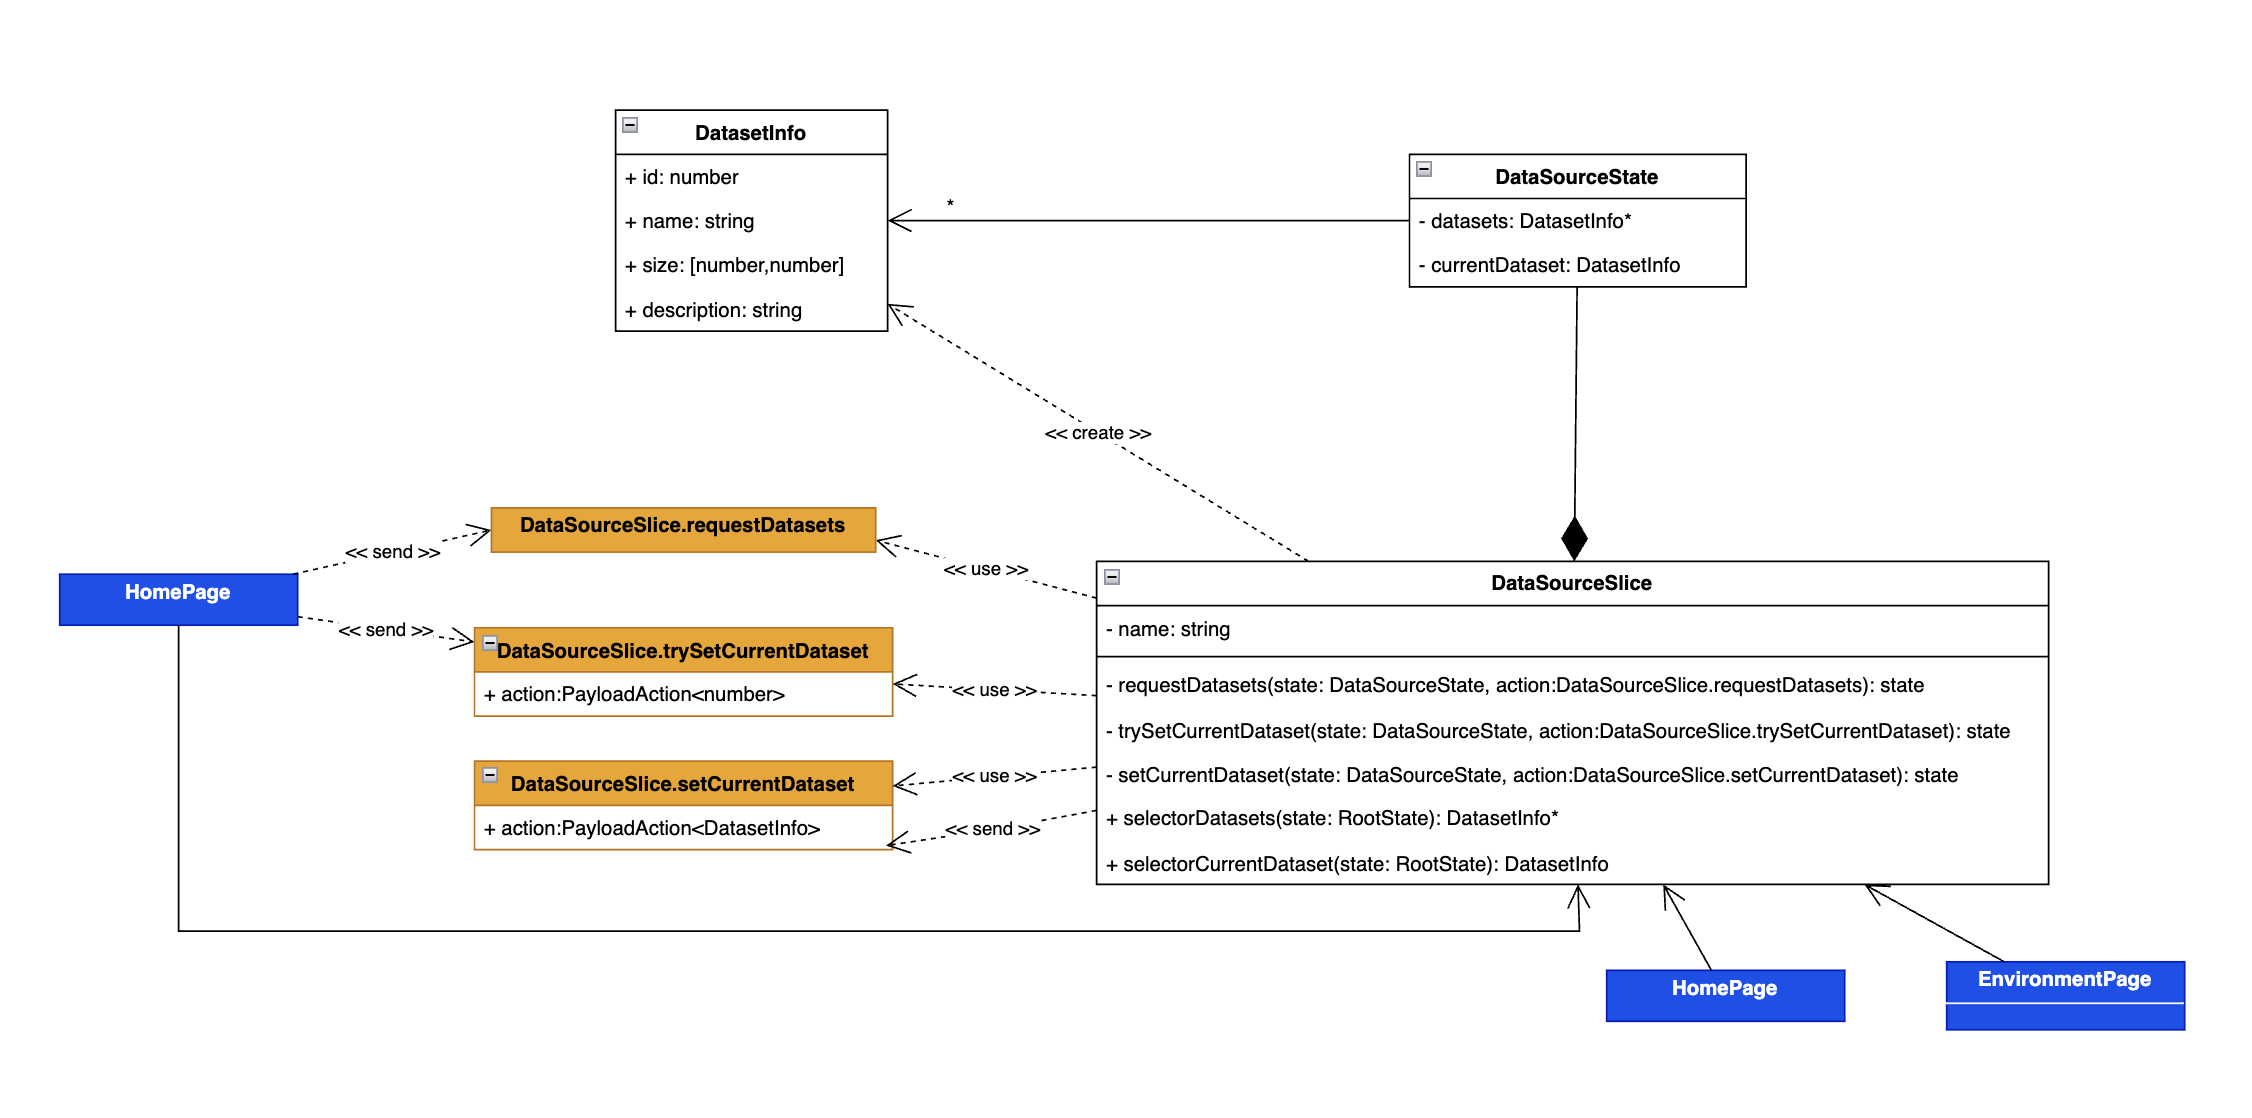 DatasetInfo
+ id: number
+ name: string
+ size: [number,number]
+ description: string
*
DataSourceState
- datasets: DatasetInfo*
- currentDataset: DatasetInfo
<< create >>
DataSourceSlice.requestDatasets
<< send >>
<< use >>
HomePage
<< send >>
DataSourceSlice.trySetCurrentDataset
+ action:PayloadAction<number>
<< use >>
DataSourceSlice.setCurrentDataset
+ action:PayloadAction<DatasetInfo>
<< use >>
<< send >>
DataSourceSlice
- name: string
- requestDatasets(state: DataSourceState, action:DataSourceSlice.requestDatasets): state
- trySetCurrentDataset(state: DataSourceState, action:DataSourceSlice.trySetCurrentDataset): state
- setCurrentDataset(state: DataSourceState, action:DataSourceSlice.setCurrentDataset): state
+ selectorDatasets(state: RootState): DatasetInfo*
+ selectorCurrentDataset(state: RootState): DatasetInfo
HomePage
EnvironmentPage